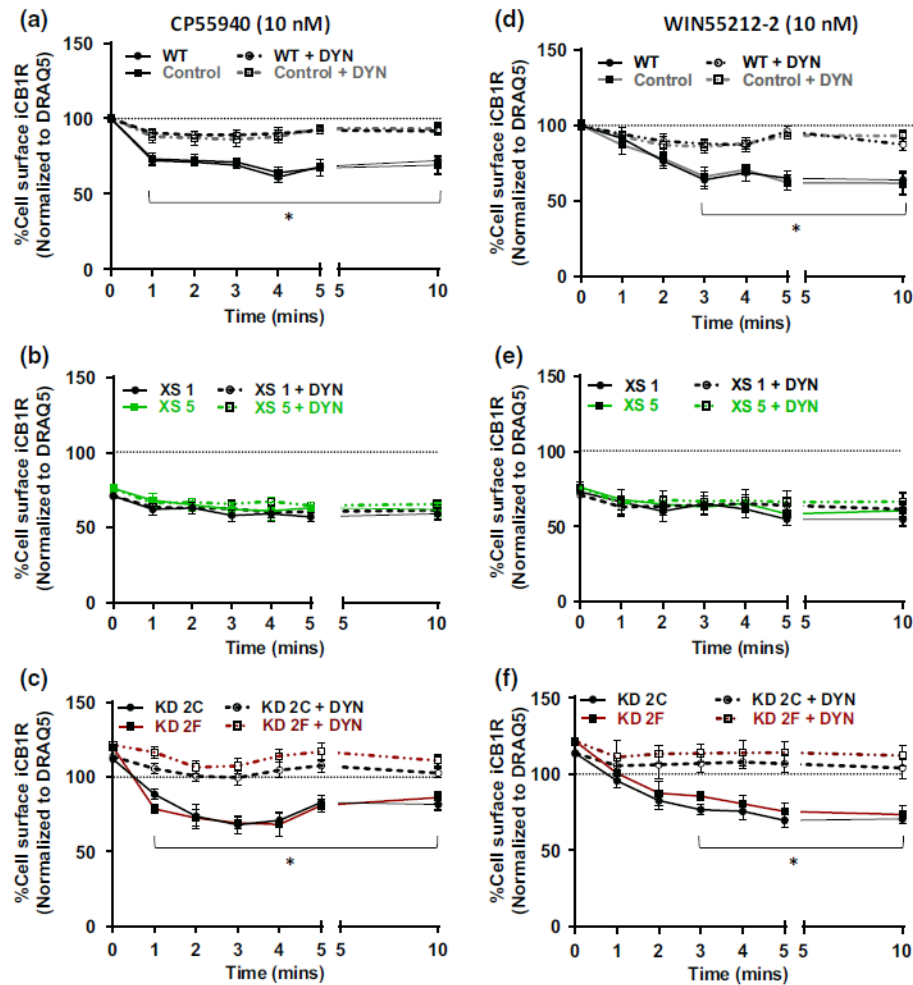 (a)
CP55940 (10 nM)
WT
WT + DYN
Control
Control + DYN
%Cell surface iCB1R
(Normalized to DRAQ5)
150
100
50
0
*
0 1 2 3 4 5 5 10
Time (mins)
(d)
WIN55212-2 (10 nM)
WT
WT + DYN
Control
Control + DYN
%Cell surface iCB1R
(Normalized to DRAQ5)
150
100
50
0
*
0 1 2 3 4 5 5 10
Time (mins)
(b)
XS 1
XS 1 + DYN
XS 5
XS 5 + DYN
%Cell surface iCB1R
(Normalized to DRAQ5)
150
100
50
0
0 1 2 3 4 5 5 10
Time (mins)
(e)
XS 1
XS 1 + DYN
XS 5
XS 5 + DYN
%Cell surface iCB1R
(Normalized to DRAQ5)
150
100
50
0
0 1 2 3 4 5 5 10
Time (mins)
(c)
KD 2C
KD 2C + DYN
KD 2F
KD 2F + DYN
%Cell surface iCB1R
(Normalized to DRAQ5)
150
100
50
0
*
0 1 2 3 4 5 5 10
Time (mins)
(f)
KD 2C
KD 2C + DYN
KD 2F
KD 2F + DYN
%Cell surface iCB1R
(Normalized to DRAQ5)
150
100
50
0
*
0 1 2 3 4 5 5 10
Time (mins)